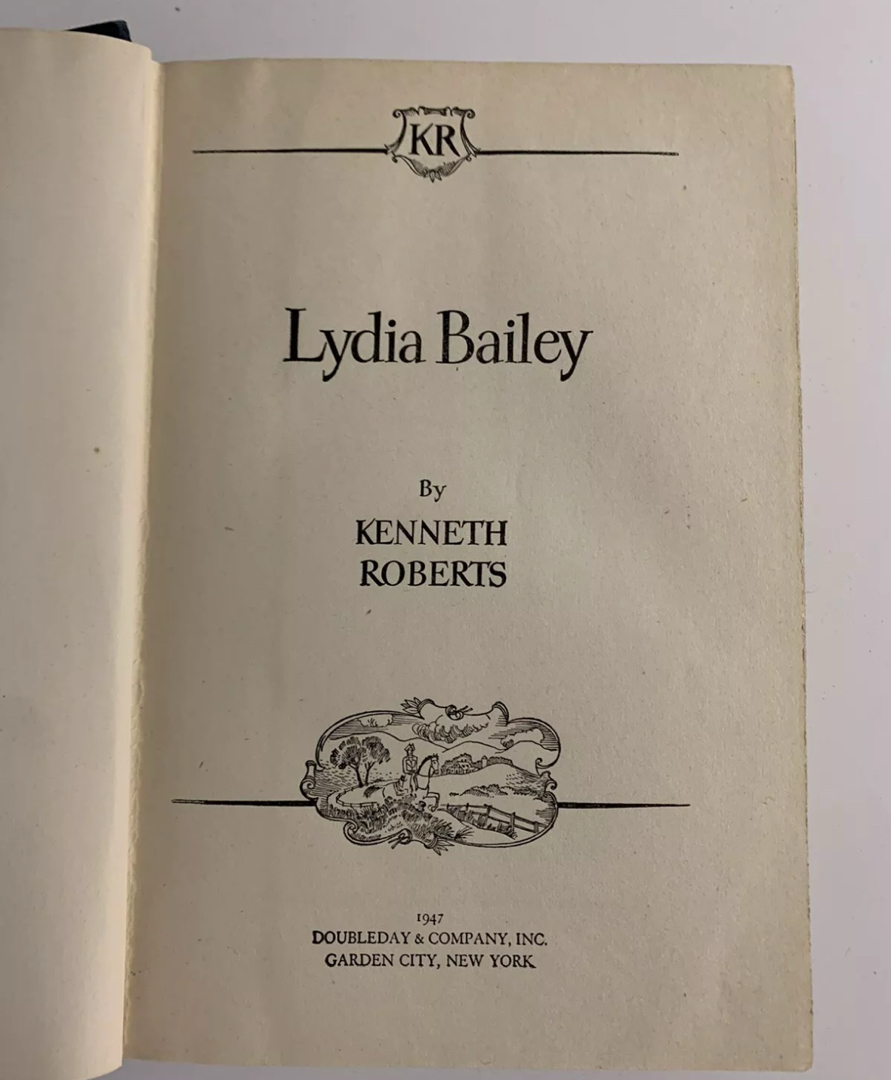 KR
Lydia Bailey
By
KENNETH
ROBERTS
1947
DOUBLEDAY & COMPANY, INC.
GARDEN CITY, NEW YORK